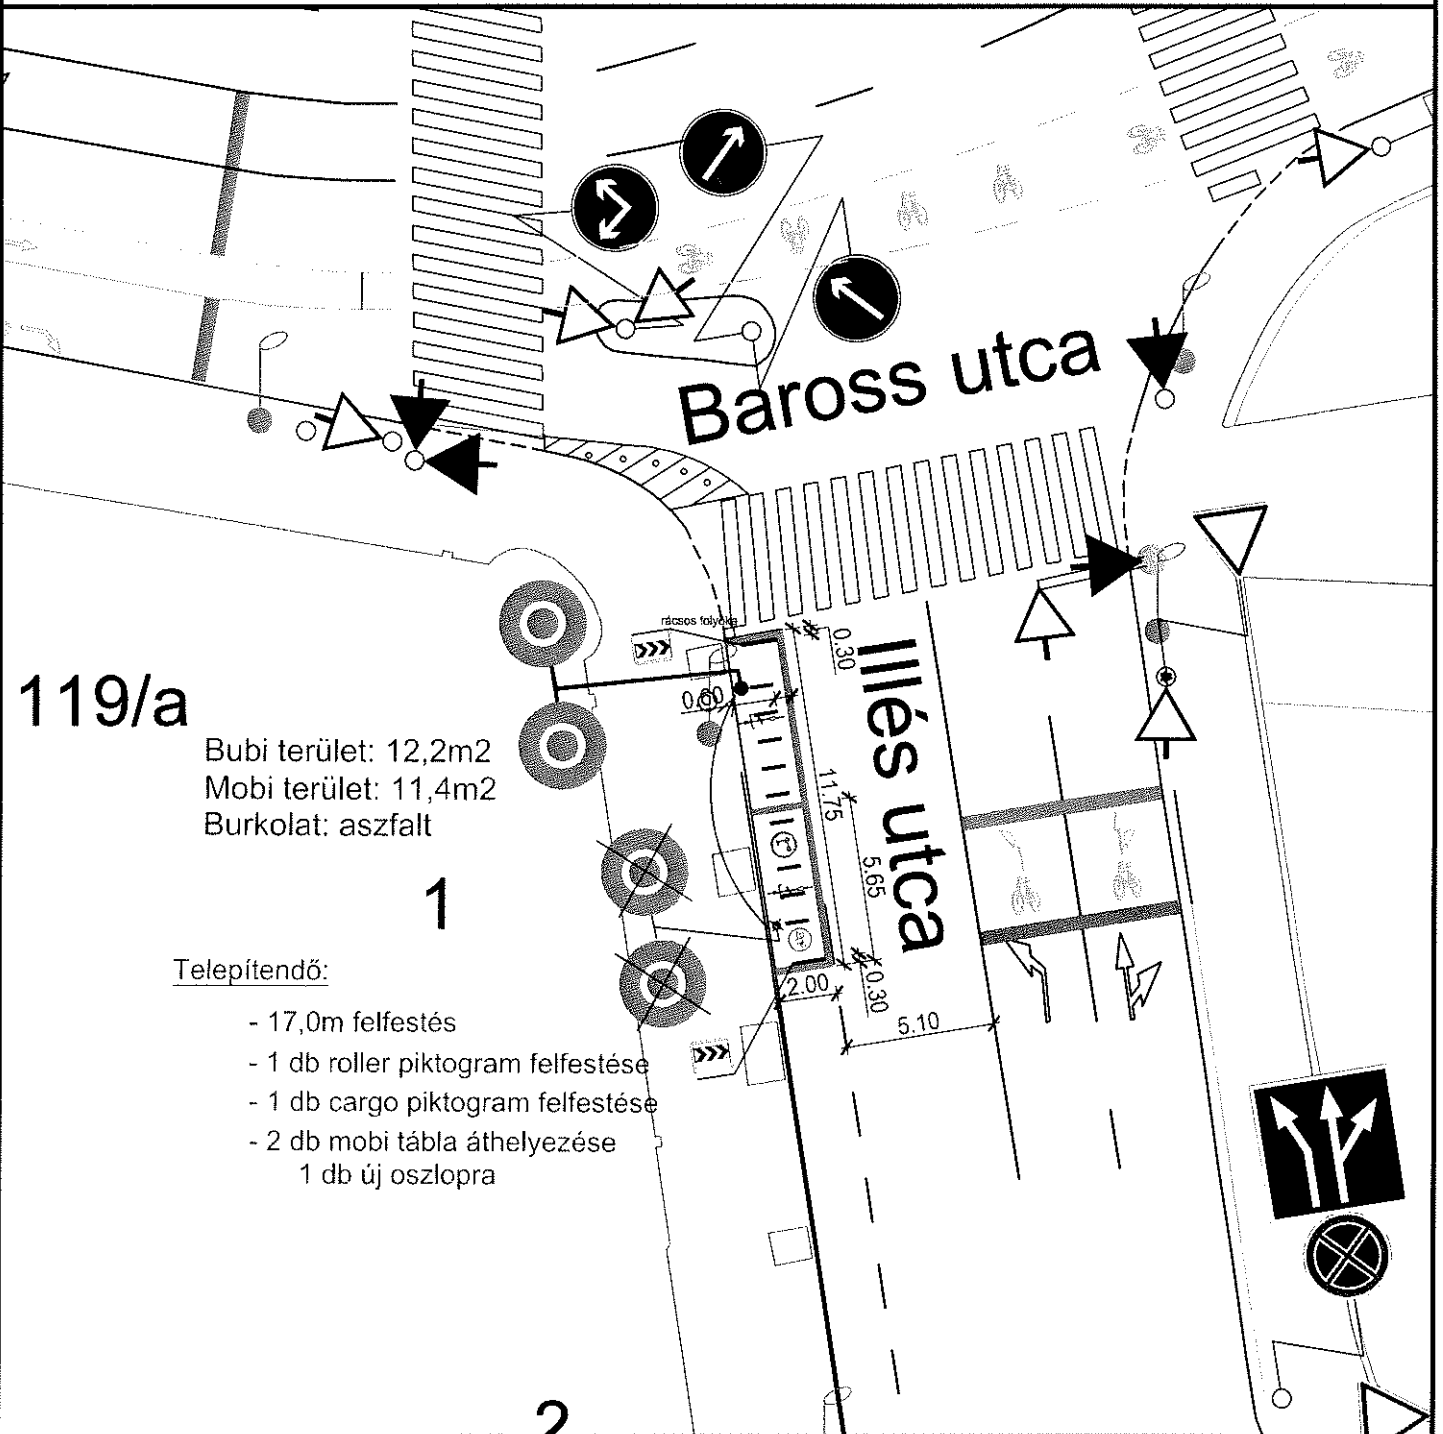 Baross utca
rácsos folyóka
0.30
0.60
119/a
Illés utca
Bubi terület: 12,2m2
Mobi terület: 11,4m2
Burkolat: aszfalt
11.75
5.65
1
Telepítendő:
2.00
0.30
- 17,0m felfestés
5.10
- 1 db roller piktogram felfestése
- 1 db cargo piktogram felfestése
- 2 db mobi tábla áthelyezése
1 db új oszlopra
2